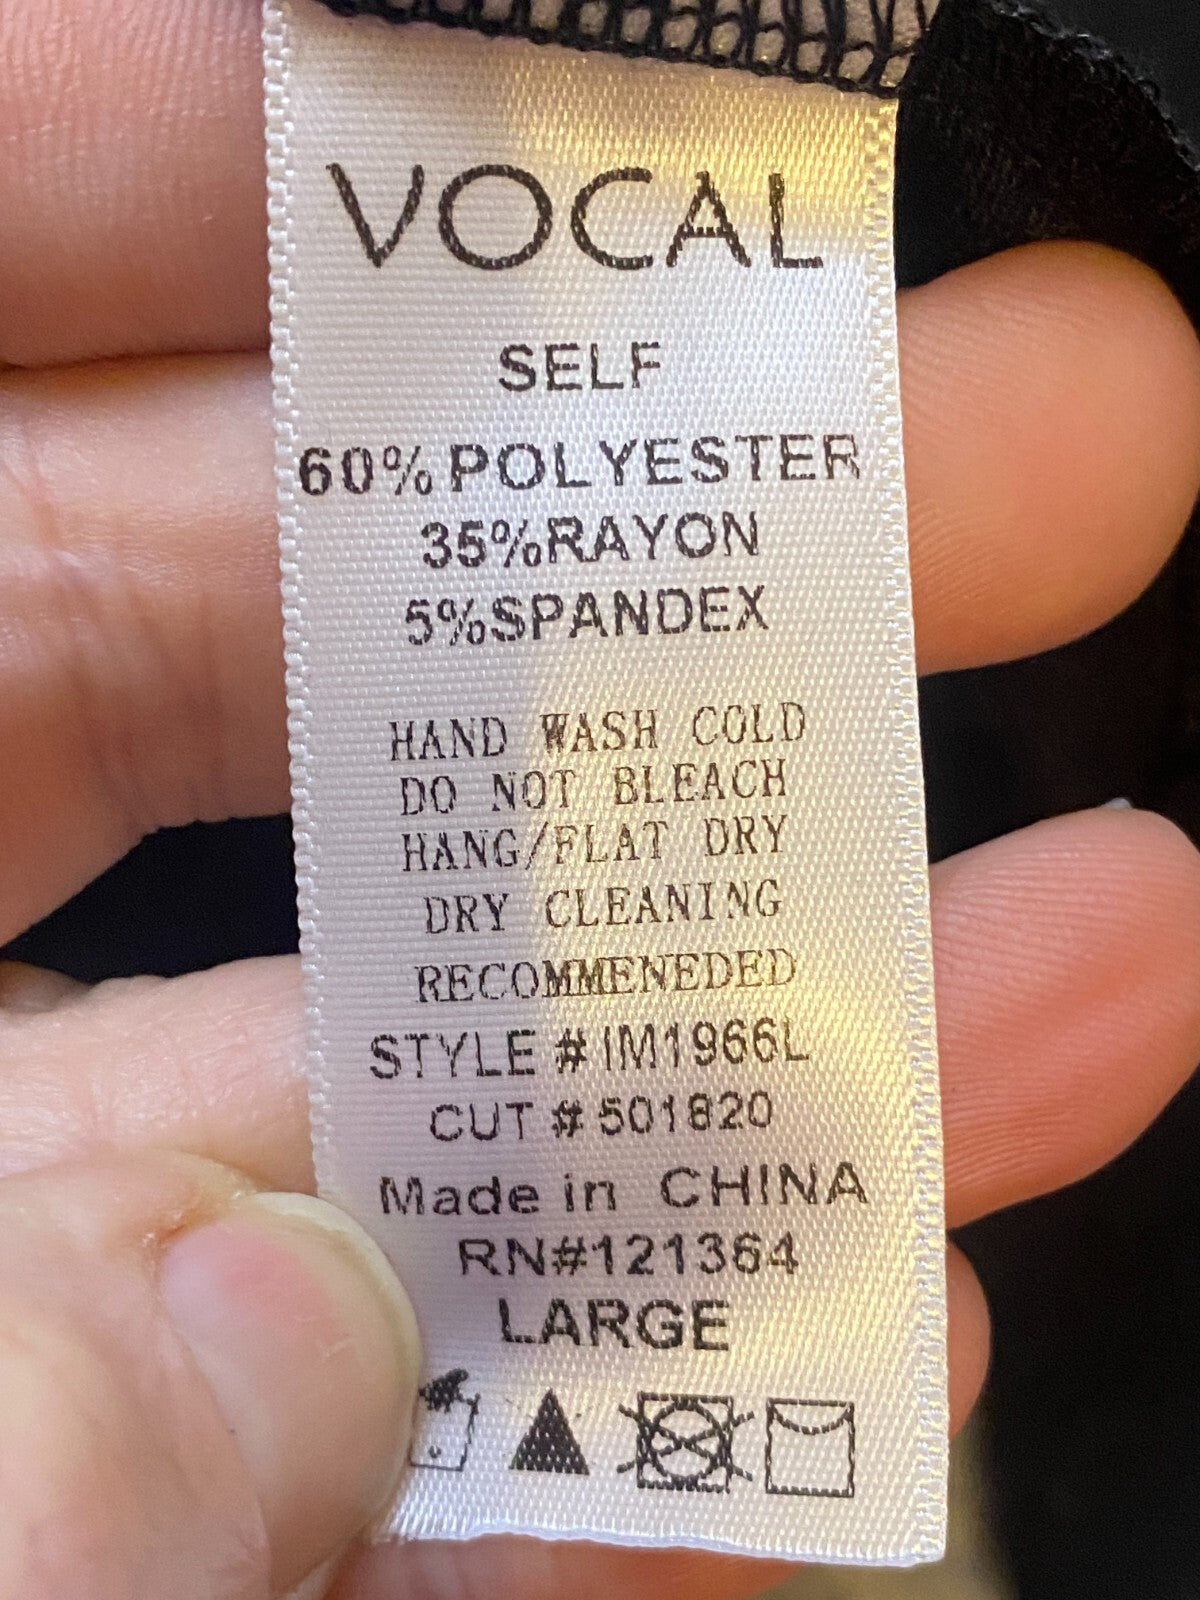 VOCAL
SELF
60% POLYESTER
35%RAYON
5%SPANDEX
HAND WASH COLD
DO NOT BLEACH
HANG/FLAT DRY
DRY CLEANING
RECOMMENEDED
STYLE # IM1966L
CUT # 501820
Made in CHINA
RN#121364
LARGE